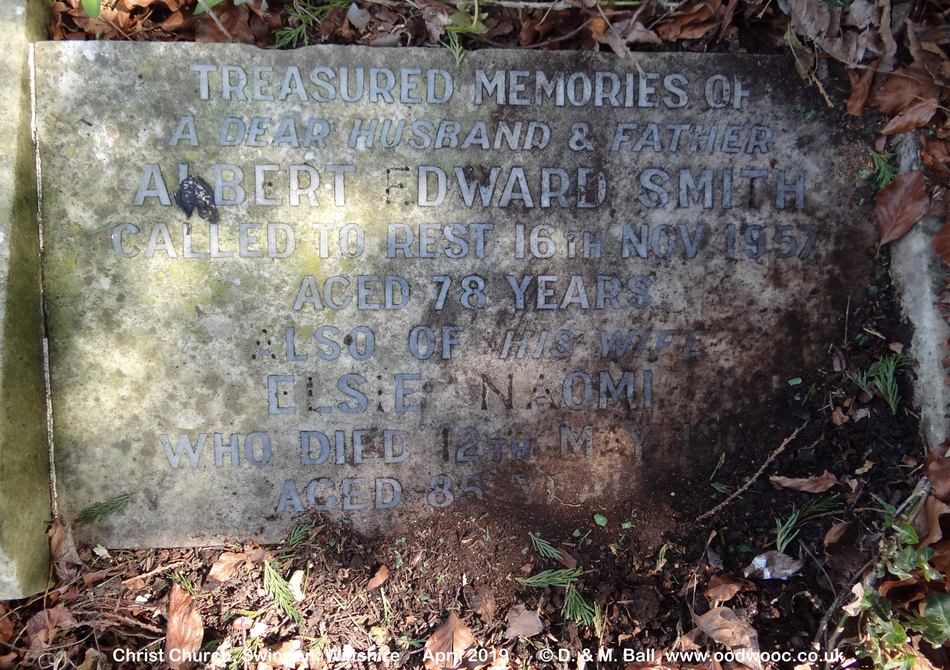 TREASURED MEMORIES OF
A DEAR HUSBAND & FATHER
ALBERT EDWARD SMITH
CALLED TO REST 16TH NOV 1957
AGED 78 YEARS.
ALSO OF HIS WIFE
ELSIE NAOMI
WHO DIED 12TH MAY
AGED 85 YEARS
Christ Church, Swindon, Wiltshire April 2019 © D. & M. Ball, www.oodwooc.co.uk